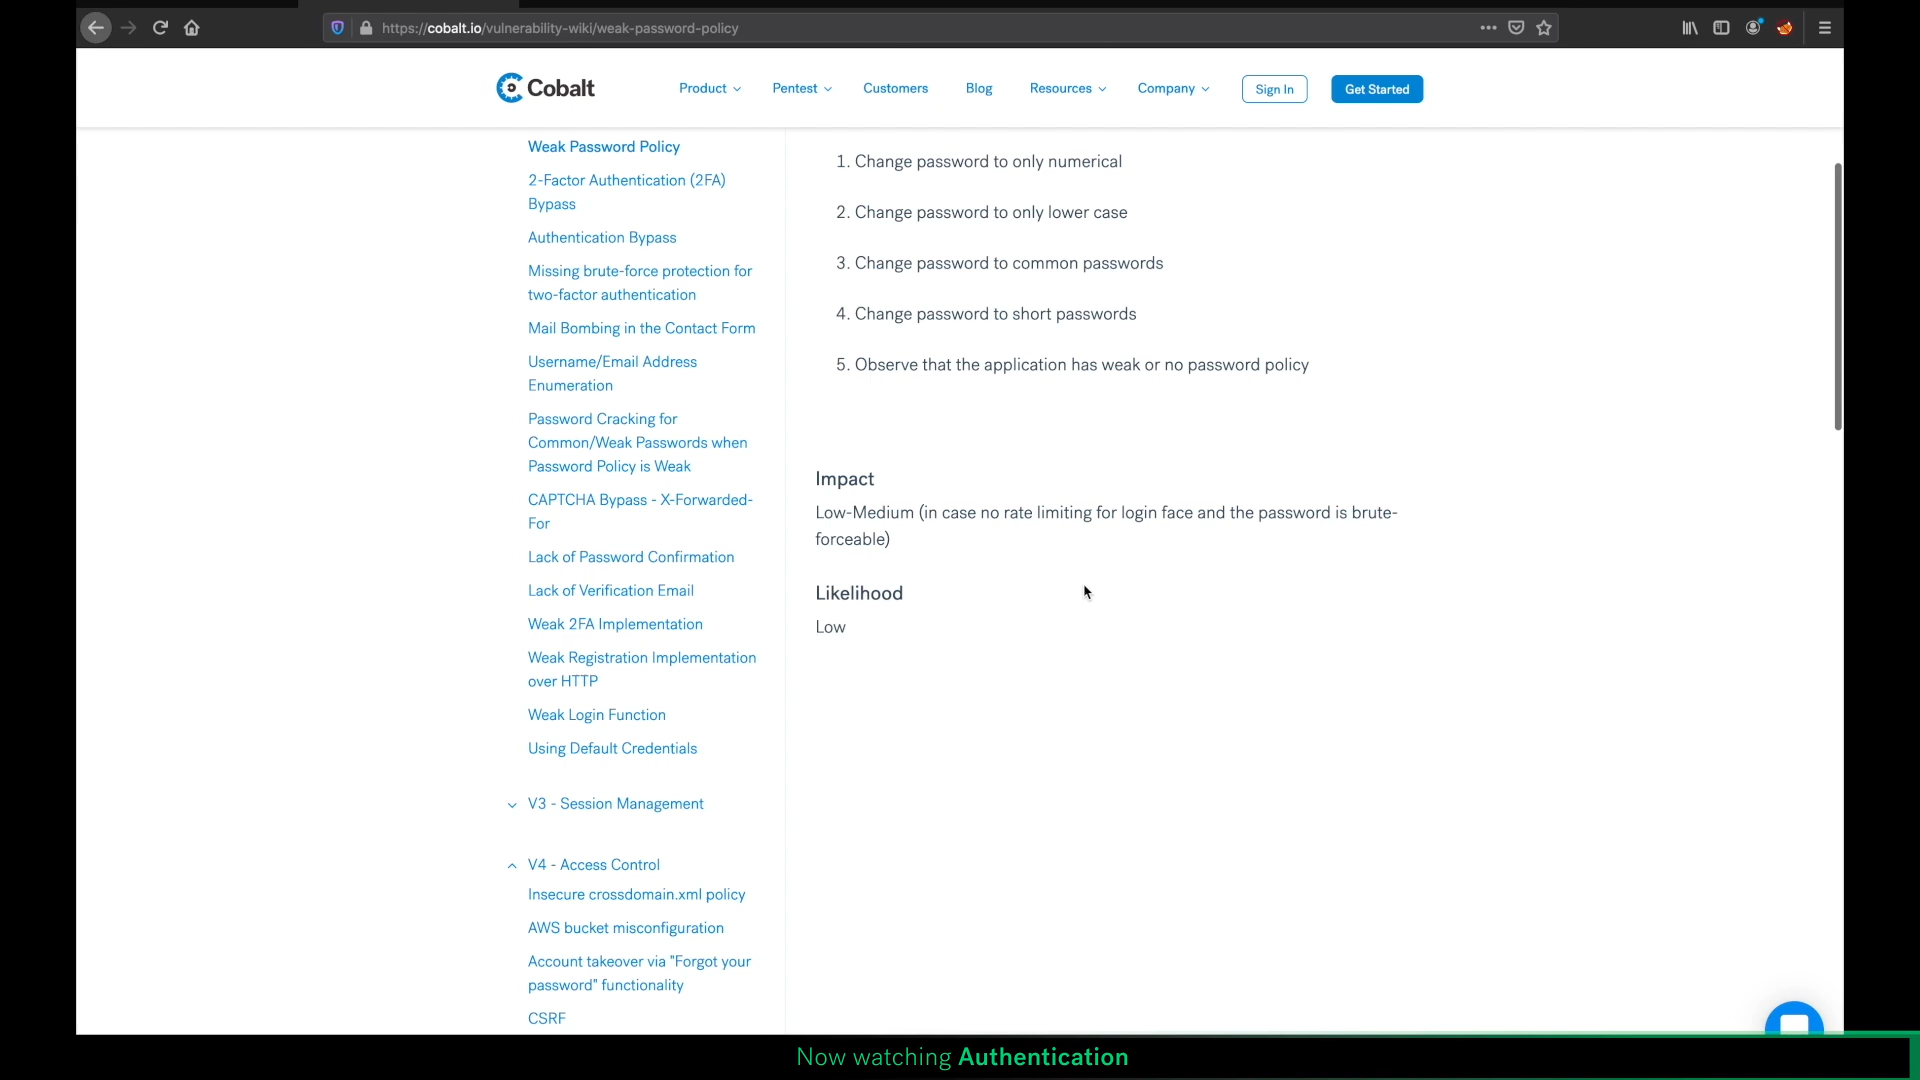 https://cobalt.io/vulnerability-wiki/weak-password-policy
Cobalt
Product
Pentest
Customers
Blog
Resources
Company
Sign In
Get Started
Weak Password Policy
2-Factor Authentication (2FA)
Bypass
Authentication Bypass
Missing brute-force protection for
two-factor authentication
Mail Bombing in the Contact Form
Username/Email Address
Enumeration
Password Cracking for
Common/Weak Passwords when
Password Policy is Weak
CAPTCHA Bypass - X-Forwarded-
For
Lack of Password Confirmation
Lack of Verification Email
Weak 2FA Implementation
Weak Registration Implementation
over HTTP
Weak Login Function
Using Default Credentials
V3 - Session Management
V4 - Access Control
Insecure crossdomain.xml policy
AWS bucket misconfiguration
Account takeover via "Forgot your
password" functionality
CSRF
1. Change password to only numerical
2. Change password to only lower case
3. Change password to common passwords
4. Change password to short passwords
5. Observe that the application has weak or no password policy
Impact
Low-Medium (in case no rate limiting for login face and the password is brute-
forceable)
Likelihood
Low
Now watching Authentication